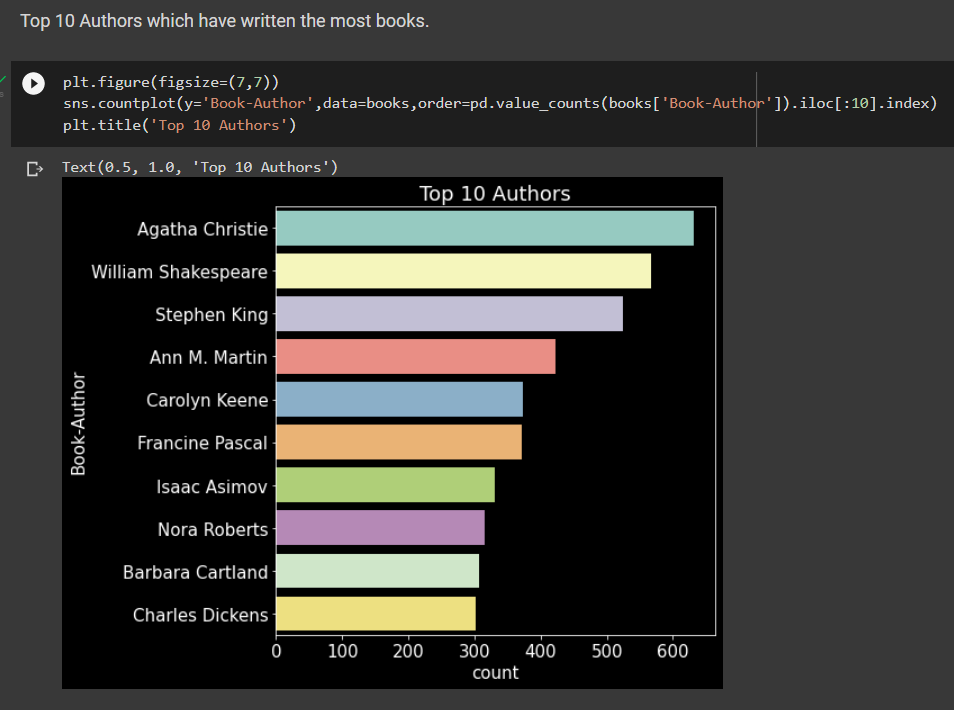 Top 10 Authors which have written the most books.
plt.figure(figsize=(7,7))
sns.countplot(y='Book-Author',data=books,order=pd.value_counts(books['Book-Author']).iloc[:10].index)
plt.title('Top 10 Authors')
Text(0.5, 1.0, 'Top 10 Authors')
Top 10 Authors
Book-Author
Agatha Christie
William Shakespeare
Stephen King
Ann M. Martin
Carolyn Keene
Francine Pascal
Isaac Asimov
Nora Roberts
Barbara Cartland
Charles Dickens
0 100 200 300 400 500 600
count